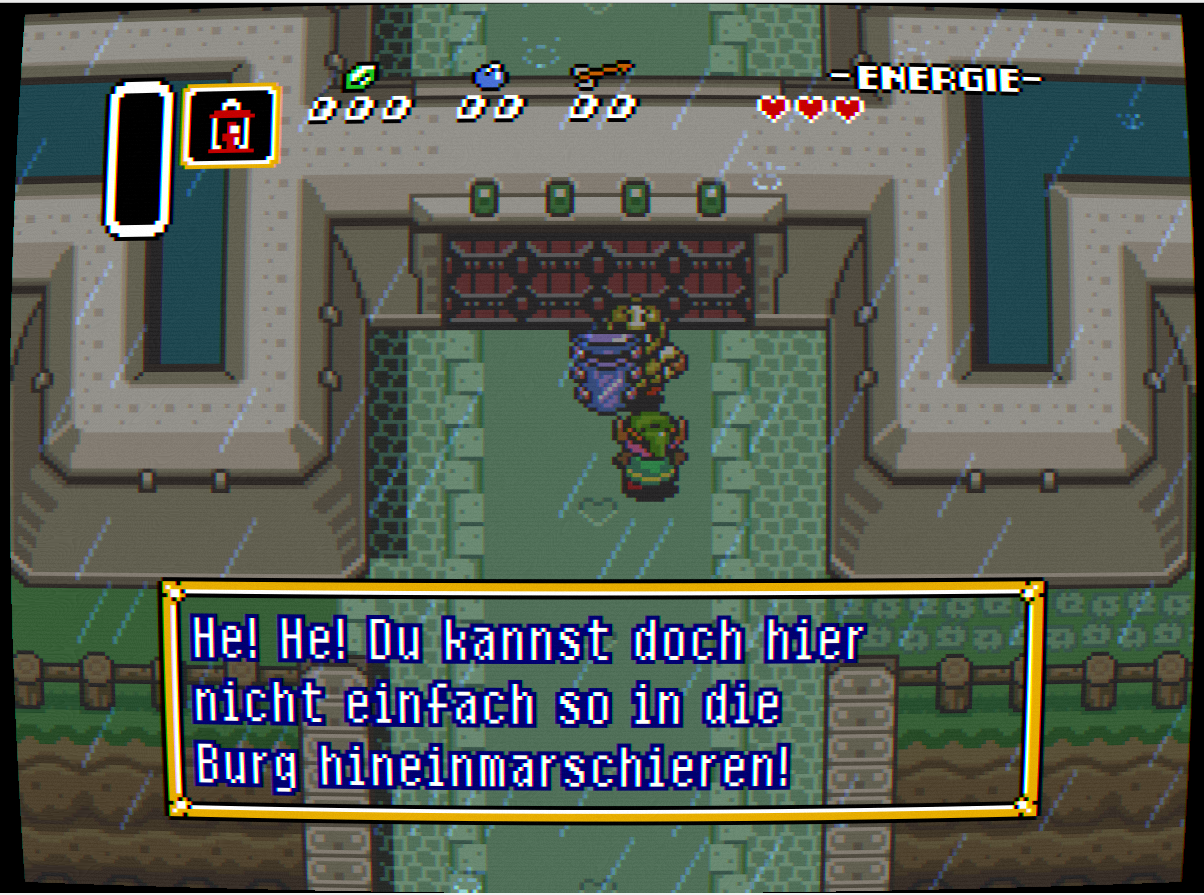 -ENERGIE-
000 00 00
He! He! Du kannst doch hier
nicht einfach so in die
Burg hineinmarschieren!